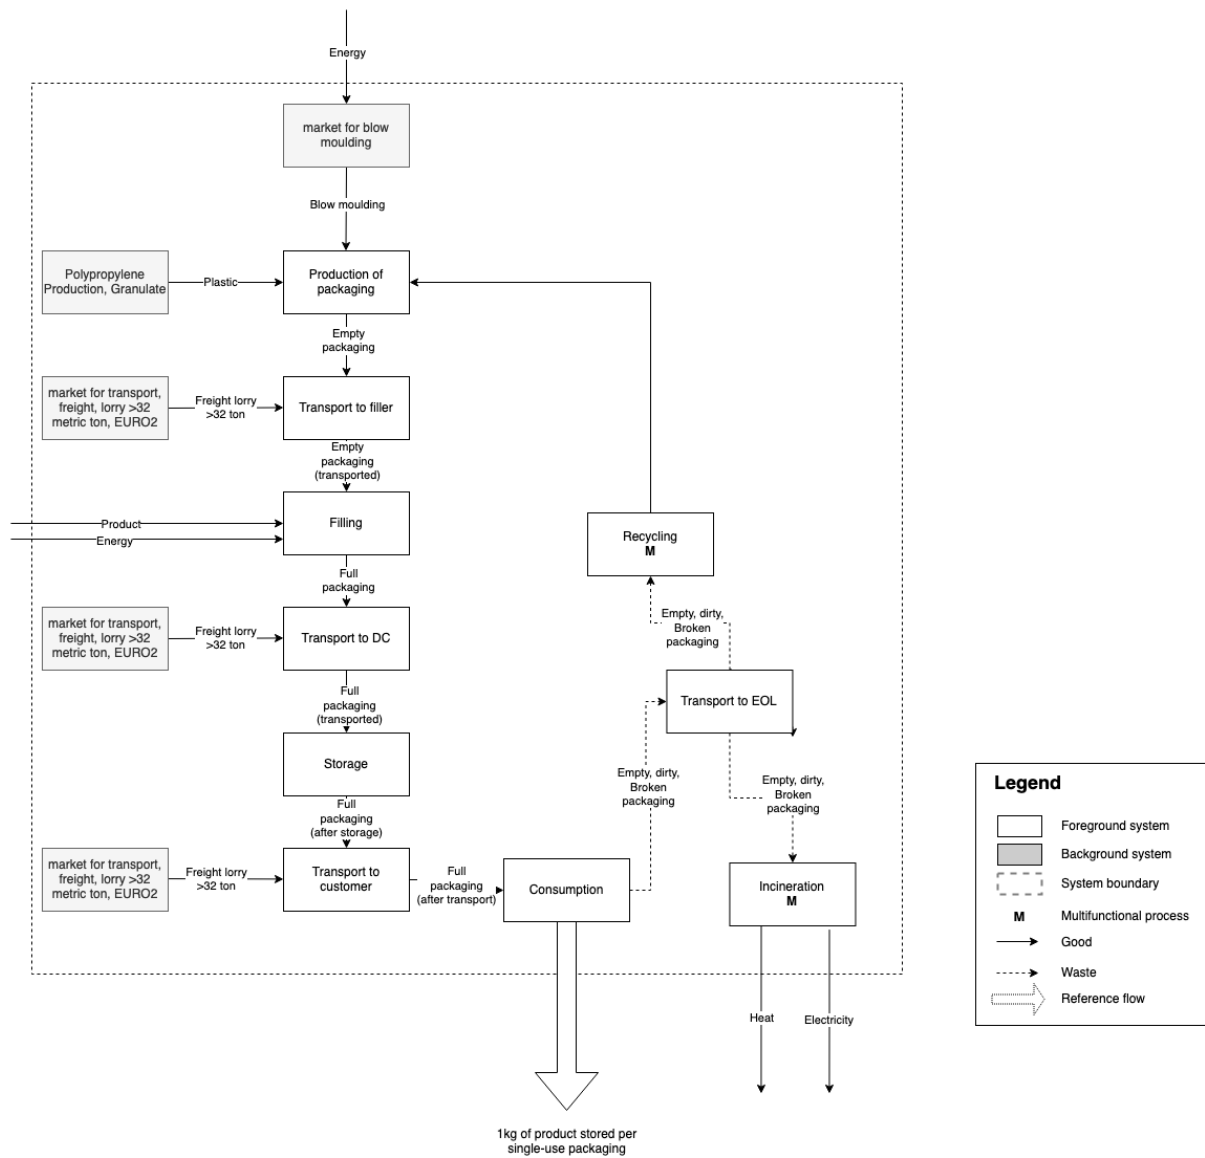 Energy
market for blow
moulding
Blow moulding
Polypropylene
Production, Granulate
Plastic
Production of
packaging
Empty
packaging
market for transport,
freight, lorry >32
metric ton, EURO2
Freight lorry
>32 ton
Transport to filler
Empty
packaging
(transported)
Product
Energy
Filling
Full
packaging
market for transport,
freight, lorry >32
metric ton, EURO2
Freight lorry
>32 ton
Transport to DC
Full
packaging
(transported)
Storage
Full
packaging
(after storage)
market for transport,
freight, lorry >32
metric ton, EURO2
Freight lorry
>32 ton
Transport to
customer
Full
packaging
(after transport)
Consumption
Empty, dirty,
Broken
packaging
Transport to EOL
Empty, dirty,
Broken
packaging
Recycling
M
Empty, dirty,
Broken
packaging
Incineration
M
Heat
Electricity
1kg of product stored per
single-use packaging
Legend
Foreground system
Background system
System boundary
M
Multifunctional process
Good
Waste
Reference flow